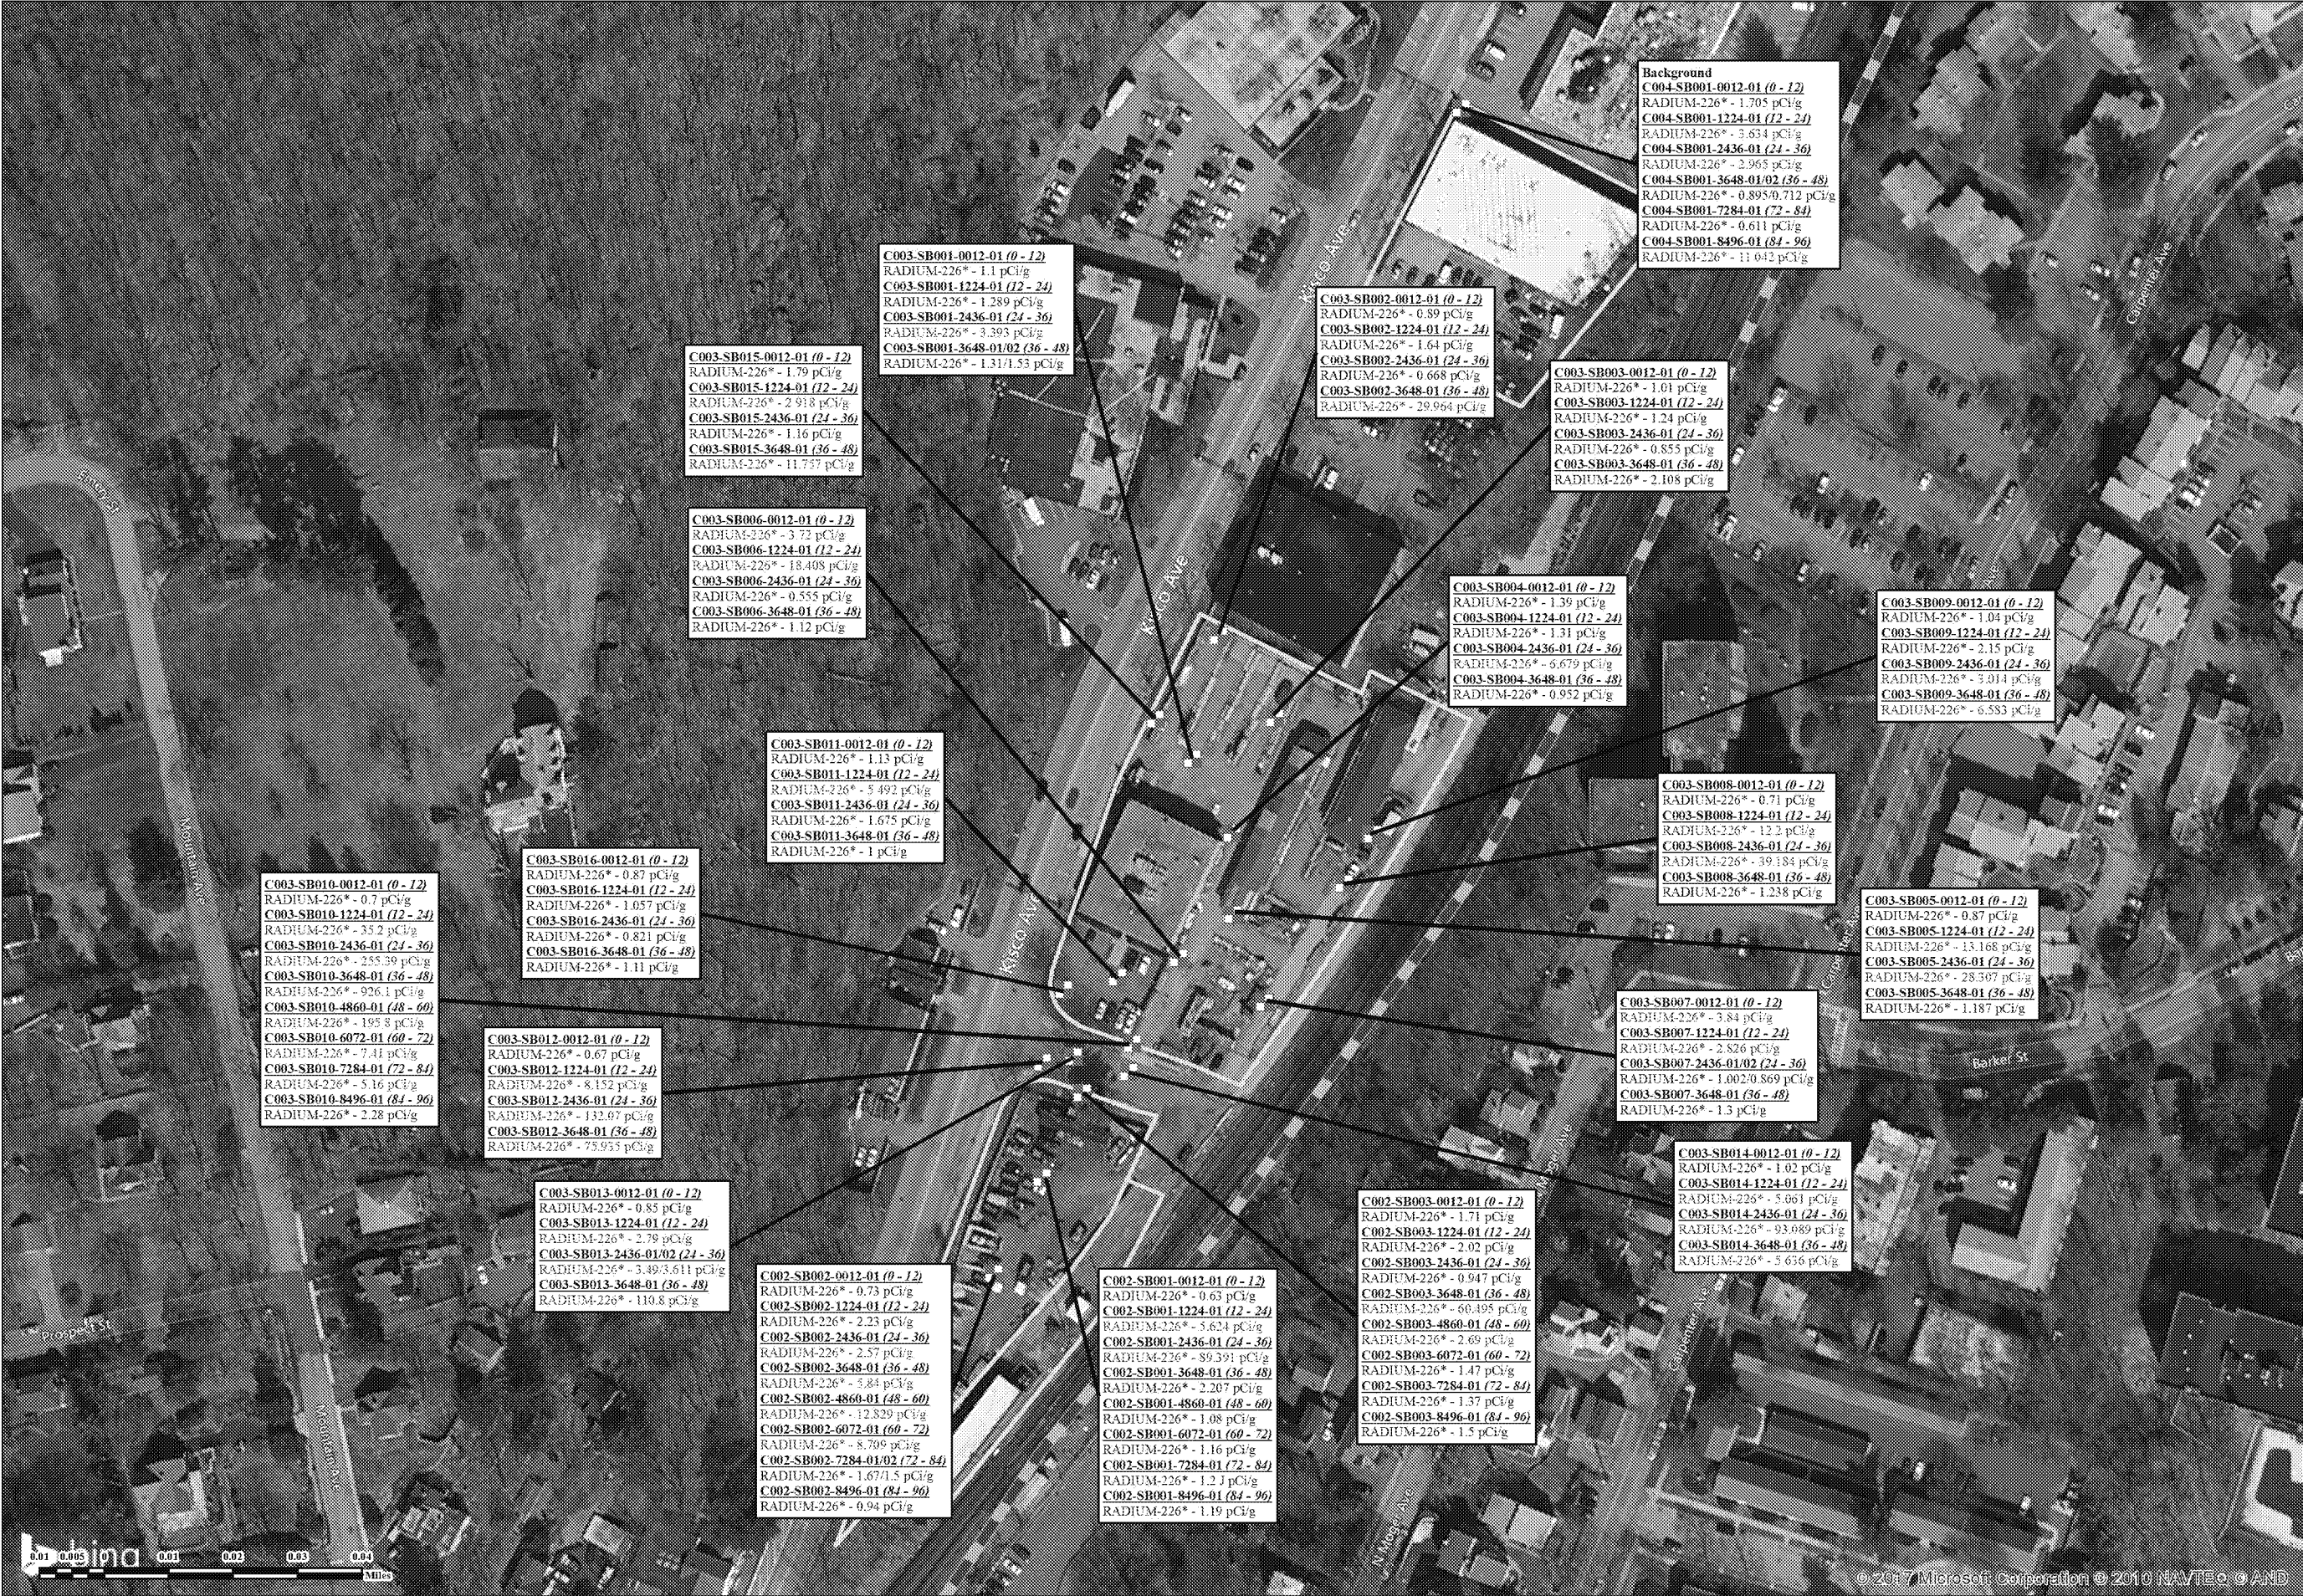 Background
C004-SB001-0012-01 (0 - 12)
RADIUM-226* - 1.705 pCi/g
C004-SB001-1224-01 (12 - 24)
RADIUM-226* - 3.634 pCi/g
C004-SB001-2436-01 (24 - 36)
RADIUM-226* - 2.965 pCi/g
C004-SB001-3648-01/02 (36 - 48)
RADIUM-226* - 0.895/0.712 pCi/g
C004-SB001-7284-01 (72 - 84)
RADIUM-226* - 0.611 pCi/g
C004-SB001-8496-01 (84 - 96)
RADIUM-226* - 11.042 pCi/g
C003-SB001-0012-01 (0 - 12)
RADIUM-226* - 1.1 pCi/g
C003-SB001-1224-01 (12 - 24)
RADIUM-226* - 1.289 pCi/g
C003-SB001-2436-01 (24 - 36)
RADIUM-226* - 3.393 pCi/g
C003-SB001-3648-01/02 (36 - 48)
RADIUM-226* - 1.31/1.53 pCi/g
C003-SB002-0012-01 (0 - 12)
RADIUM-226* - 0.89 pCi/g
C003-SB002-1224-01 (12 - 24)
RADIUM-226* - 1.64 pCi/g
C003-SB002-2436-01 (24 - 36)
RADIUM-226* - 0.668 pCi/g
C003-SB002-3648-01 (36 - 48)
RADIUM-226* - 29.964 pCi/g
C003-SB015-0012-01 (0 - 12)
RADIUM-226* - 1.79 pCi/g
C003-SB015-1224-01 (12 - 24)
RADIUM-226* - 2.918 pCi/g
C003-SB015-2436-01 (24 - 36)
RADIUM-226* - 1.16 pCi/g
C003-SB015-3648-01 (36 - 48)
RADIUM-226* - 11.757 pCi/g
C003-SB003-0012-01 (0 - 12)
RADIUM-226* - 1.01 pCi/g
C003-SB003-1224-01 (12 - 24)
RADIUM-226* - 1.24 pCi/g
C003-SB003-2436-01 (24 - 36)
RADIUM-226* - 0.855 pCi/g
C003-SB003-3648-01 (36 - 48)
RADIUM-226* - 2.108 pCi/g
C003-SB006-0012-01 (0 - 12)
RADIUM-226* - 3.72 pCi/g
C003-SB006-1224-01 (12 - 24)
RADIUM-226* - 18.408 pCi/g
C003-SB006-2436-01 (24 - 36)
RADIUM-226* - 0.555 pCi/g
C003-SB006-3648-01 (36 - 48)
RADIUM-226* - 1.12 pCi/g
C003-SB004-0012-01 (0 - 12)
RADIUM-226* - 1.39 pCi/g
C003-SB004-1224-01 (12 - 24)
RADIUM-226* - 1.31 pCi/g
C003-SB004-2436-01 (24 - 36)
RADIUM-226* - 6.679 pCi/g
C003-SB004-3648-01 (36 - 48)
RADIUM-226* - 0.952 pCi/g
C003-SB009-0012-01 (0 - 12)
RADIUM-226* - 1.04 pCi/g
C003-SB009-1224-01 (12 - 24)
RADIUM-226* - 2.15 pCi/g
C003-SB009-2436-01 (24 - 36)
RADIUM-226* - 3.014 pCi/g
C003-SB009-3648-01 (36 - 48)
RADIUM-226* - 6.583 pCi/g
C003-SB011-0012-01 (0 - 12)
RADIUM-226* - 1.13 pCi/g
C003-SB011-1224-01 (12 - 24)
RADIUM-226* - 5.492 pCi/g
C003-SB011-2436-01 (24 - 36)
RADIUM-226* - 1.675 pCi/g
C003-SB011-3648-01 (36 - 48)
RADIUM-226* - 1 pCi/g
C003-SB008-0012-01 (0 - 12)
RADIUM-226* - 0.71 pCi/g
C003-SB008-1224-01 (12 - 24)
RADIUM-226* - 12.2 pCi/g
C003-SB008-2436-01 (24 - 36)
RADIUM-226* - 39.184 pCi/g
C003-SB008-3648-01 (36 - 48)
RADIUM-226* - 1.238 pCi/g
C003-SB016-0012-01 (0 - 12)
RADIUM-226* - 0.87 pCi/g
C003-SB016-1224-01 (12 - 24)
RADIUM-226* - 1.057 pCi/g
C003-SB016-2436-01 (24 - 36)
RADIUM-226* - 0.821 pCi/g
C003-SB016-3648-01 (36 - 48)
RADIUM-226* - 1.11 pCi/g
C003-SB010-0012-01 (0 - 12)
RADIUM-226* - 0.7 pCi/g
C003-SB010-1224-01 (12 - 24)
RADIUM-226* - 35.2 pCi/g
C003-SB010-2436-01 (24 - 36)
RADIUM-226* - 255.39 pCi/g
C003-SB010-3648-01 (36 - 48)
RADIUM-226* - 926.1 pCi/g
C003-SB010-4860-01 (48 - 60)
RADIUM-226* - 195.8 pCi/g
C003-SB010-6072-01 (60 - 72)
RADIUM-226* - 7.41 pCi/g
C003-SB010-7284-01 (72 - 84)
RADIUM-226* - 5.16 pCi/g
C003-SB010-8496-01 (84 - 96)
RADIUM-226* - 2.28 pCi/g
C003-SB005-0012-01 (0 - 12)
RADIUM-226* - 0.87 pCi/g
C003-SB005-1224-01 (12 - 24)
RADIUM-226* - 13.168 pCi/g
C003-SB005-2436-01 (24 - 36)
RADIUM-226* - 28.307 pCi/g
C003-SB005-3648-01 (36 - 48)
RADIUM-226* - 1.187 pCi/g
C003-SB007-0012-01 (0 - 12)
RADIUM-226* - 3.84 pCi/g
C003-SB007-1224-01 (12 - 24)
RADIUM-226* - 2.826 pCi/g
C003-SB007-2436-01/02 (24 - 36)
RADIUM-226* - 1.002/0.869 pCi/g
C003-SB007-3648-01 (36 - 48)
RADIUM-226* - 1.3 pCi/g
C003-SB012-0012-01 (0 - 12)
RADIUM-226* - 0.67 pCi/g
C003-SB012-1224-01 (12 - 24)
RADIUM-226* - 8.152 pCi/g
C003-SB012-2436-01 (24 - 36)
RADIUM-226* - 132.07 pCi/g
C003-SB012-3648-01 (36 - 48)
RADIUM-226* - 75.935 pCi/g
C003-SB014-0012-01 (0 - 12)
RADIUM-226* - 1.02 pCi/g
C003-SB014-1224-01 (12 - 24)
RADIUM-226* - 5.061 pCi/g
C003-SB014-2436-01 (24 - 36)
RADIUM-226* - 93.089 pCi/g
C003-SB014-3648-01 (36 - 48)
RADIUM-226* - 5.636 pCi/g
C003-SB013-0012-01 (0 - 12)
RADIUM-226* - 0.85 pCi/g
C003-SB013-1224-01 (12 - 24)
RADIUM-226* - 2.79 pCi/g
C003-SB013-2436-01/02 (24 - 36)
RADIUM-226* - 3.49/3.611 pCi/g
C003-SB013-3648-01 (36 - 48)
RADIUM-226* - 110.8 pCi/g
C002-SB003-0012-01 (0 - 12)
RADIUM-226* - 1.71 pCi/g
C002-SB003-1224-01 (12 - 24)
RADIUM-226* - 2.02 pCi/g
C002-SB003-2436-01 (24 - 36)
RADIUM-226* - 0.947 pCi/g
C002-SB003-3648-01 (36 - 48)
RADIUM-226* - 60.495 pCi/g
C002-SB003-4860-01 (48 - 60)
RADIUM-226* - 2.69 pCi/g
C002-SB003-6072-01 (60 - 72)
RADIUM-226* - 1.47 pCi/g
C002-SB003-7284-01 (72 - 84)
RADIUM-226* - 1.37 pCi/g
C002-SB003-8496-01 (84 - 96)
RADIUM-226* - 1.5 pCi/g
C002-SB002-0012-01 (0 - 12)
RADIUM-226* - 0.73 pCi/g
C002-SB002-1224-01 (12 - 24)
RADIUM-226* - 2.23 pCi/g
C002-SB002-2436-01 (24 - 36)
RADIUM-226* - 2.57 pCi/g
C002-SB002-3648-01 (36 - 48)
RADIUM-226* - 5.84 pCi/g
C002-SB002-4860-01 (48 - 60)
RADIUM-226* - 12.829 pCi/g
C002-SB002-6072-01 (60 - 72)
RADIUM-226* - 8.709 pCi/g
C002-SB002-7284-01/02 (72 - 84)
RADIUM-226* - 1.67/1.5 pCi/g
C002-SB002-8496-01 (84 - 96)
RADIUM-226* - 0.94 pCi/g
C002-SB001-0012-01 (0 - 12)
RADIUM-226* - 0.63 pCi/g
C002-SB001-1224-01 (12 - 24)
RADIUM-226* - 5.624 pCi/g
C002-SB001-2436-01 (24 - 36)
RADIUM-226* - 89.391 pCi/g
C002-SB001-3648-01 (36 - 48)
RADIUM-226* - 2.207 pCi/g
C002-SB001-4860-01 (48 - 60)
RADIUM-226* - 1.08 pCi/g
C002-SB001-6072-01 (60 - 72)
RADIUM-226* - 1.16 pCi/g
C002-SB001-7284-01 (72 - 84)
RADIUM-226* - 1.2 pCi/g
C002-SB001-8496-01 (84 - 96)
RADIUM-226* - 1.19 pCi/g
Kisco Ave
Kisco Ave
Kisco Ave
Carpenter Ave
Carpenter Ave
Emery St
Mountain Ave
Mountain Ave
Prospect St
Barker St
N Moger Ave
N Moger Ave
bing
0.01 0.005 0 0.01 0.02 0.03 0.04
Miles
© 2017 Microsoft Corporation © 2010 NAVTEQ © AND